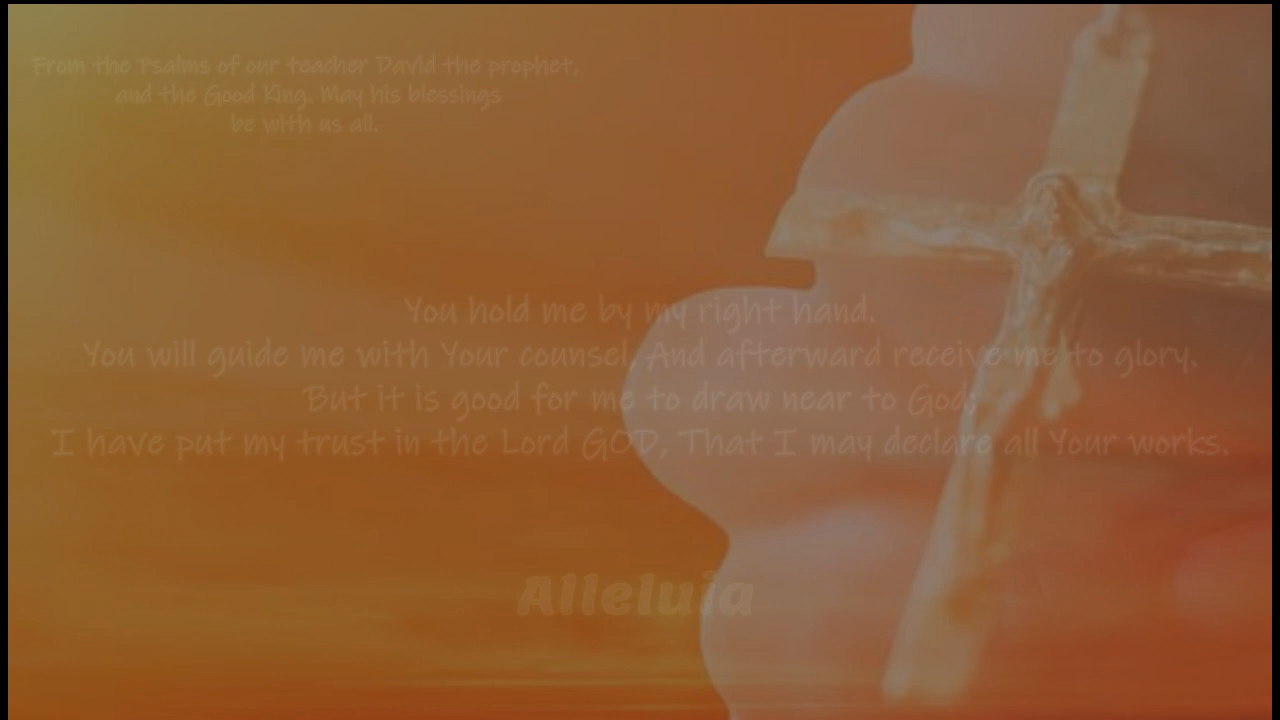 From the Psalms of our teacher David the prophet,
and the Good King. May his blessings
be with us all.
You hold me by my right hand.
You will guide me with Your counsel, And afterward receive me to glory.
But it is good for me to draw near to God;
I have put my trust in the Lord GOD, That I may declare all Your works.
Alleluia